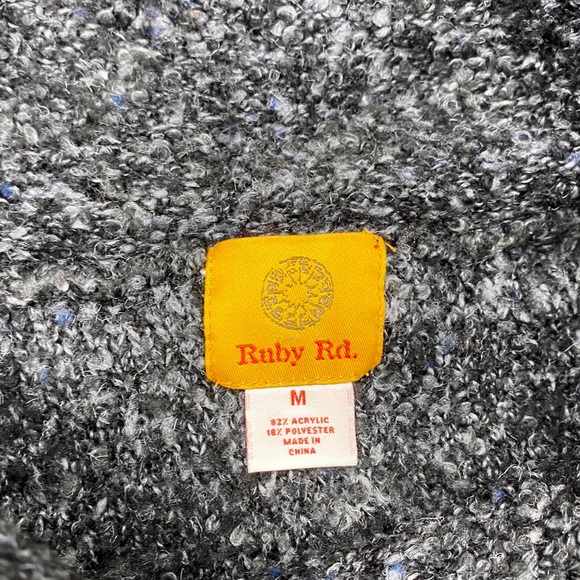 Ruby Rd.
M
82% ACRYLIC
18% POLYESTER
MADE IN
CHINA